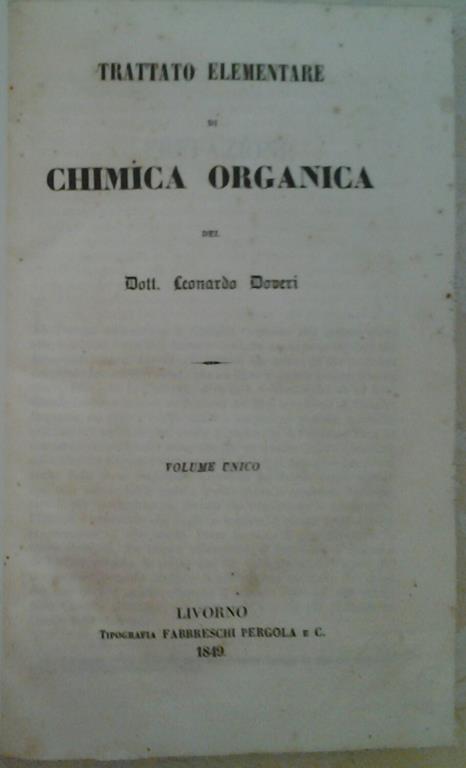 TRATTATO ELEMENTARE
DI
CHIMICA ORGANICA
DEL
Dott. Leonardo Doveri
VOLUME UNICO
LIVORNO
TIPOGRAFIA FABBRESCHI PERGOLA E C.
1849